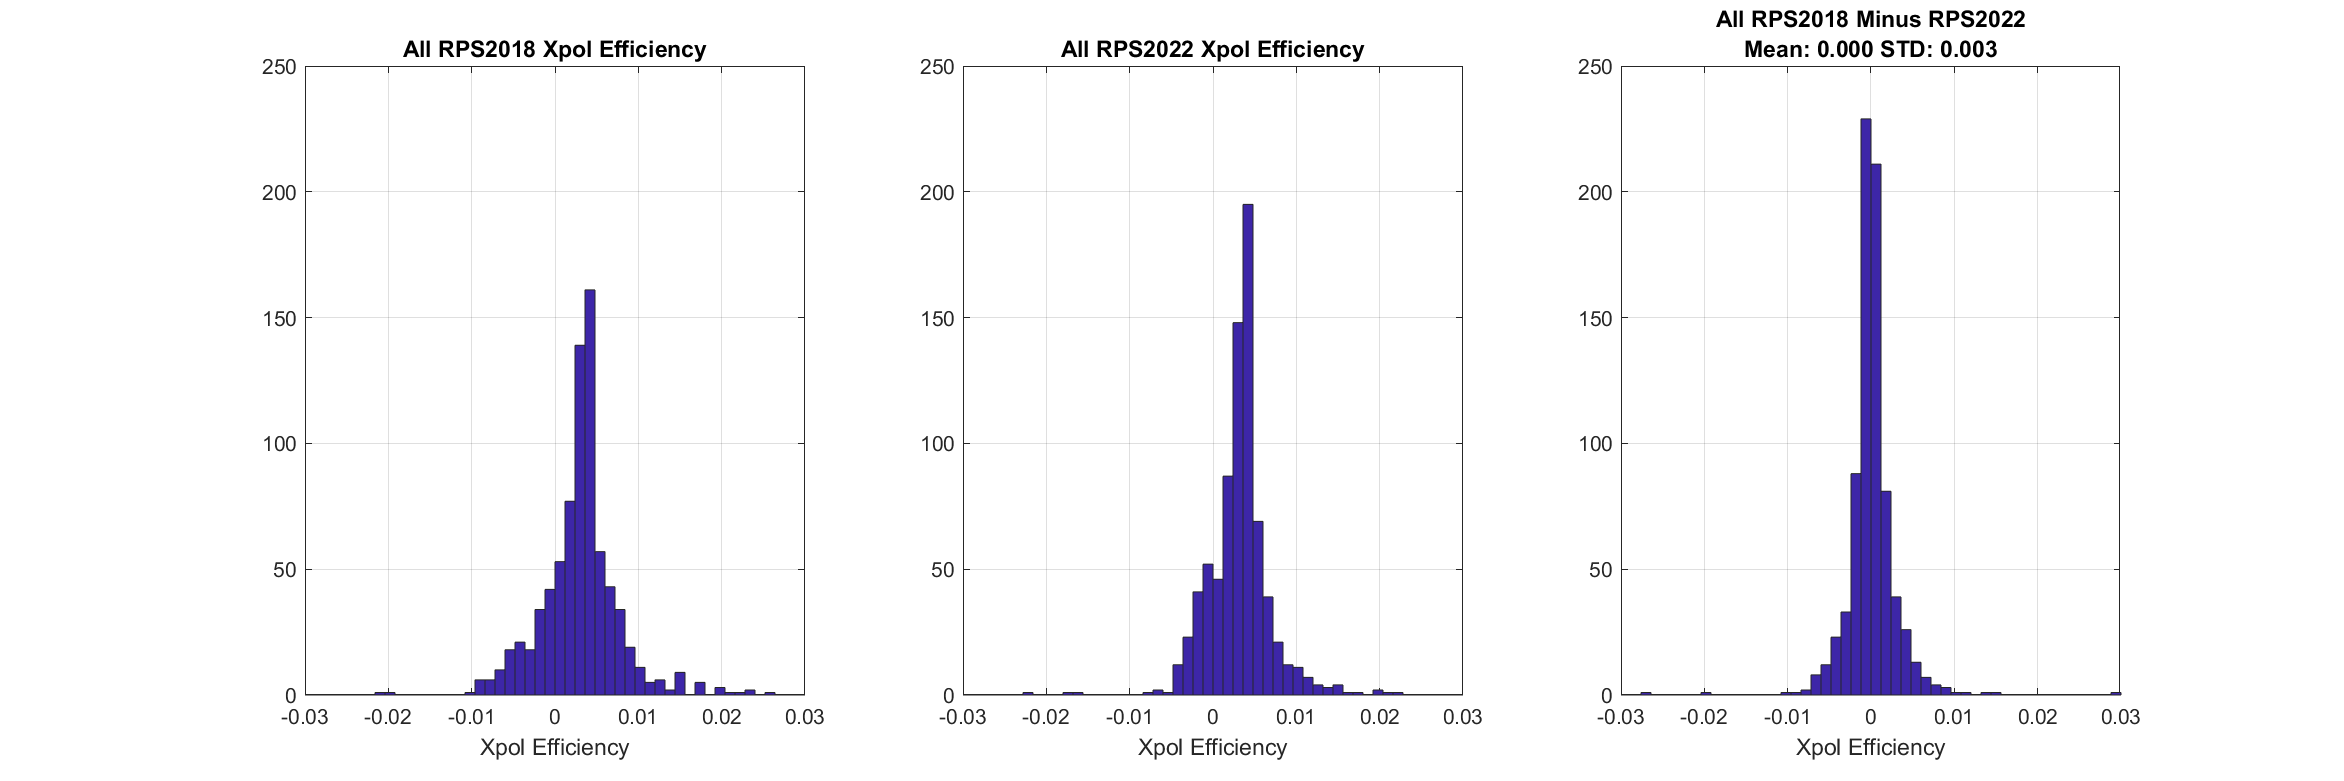 All RPS2018 Xpol Efficiency
250
200
150
100
50
0
-0.03 -0.02 -0.01 0 0.01 0.02 0.03
Xpol Efficiency
All RPS2022 Xpol Efficiency
250
200
150
100
50
0
-0.03 -0.02 -0.01 0 0.01 0.02 0.03
Xpol Efficiency
All RPS2018 Minus RPS2022
Mean: 0.000 STD: 0.003
250
200
150
100
50
0
-0.03 -0.02 -0.01 0 0.01 0.02 0.03
Xpol Efficiency